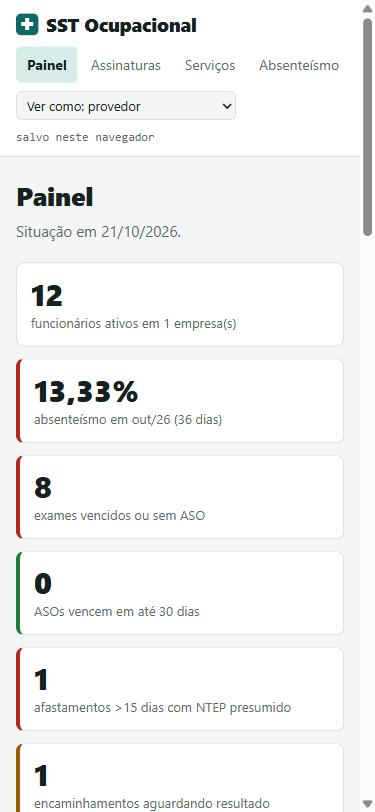 SST Ocupacional
Painel Assinaturas Serviços Absenteísmo
Ver como: provedor
salvo neste navegador
Painel
Situação em 21/10/2026.
12
funcionários ativos em 1 empresa(s)
13,33%
absenteísmo em out/26 (36 dias)
8
exames vencidos ou sem ASO
0
ASOs vencem em até 30 dias
1
afastamentos >15 dias com NTEP presumido
1
encaminhamentos aguardando resultado